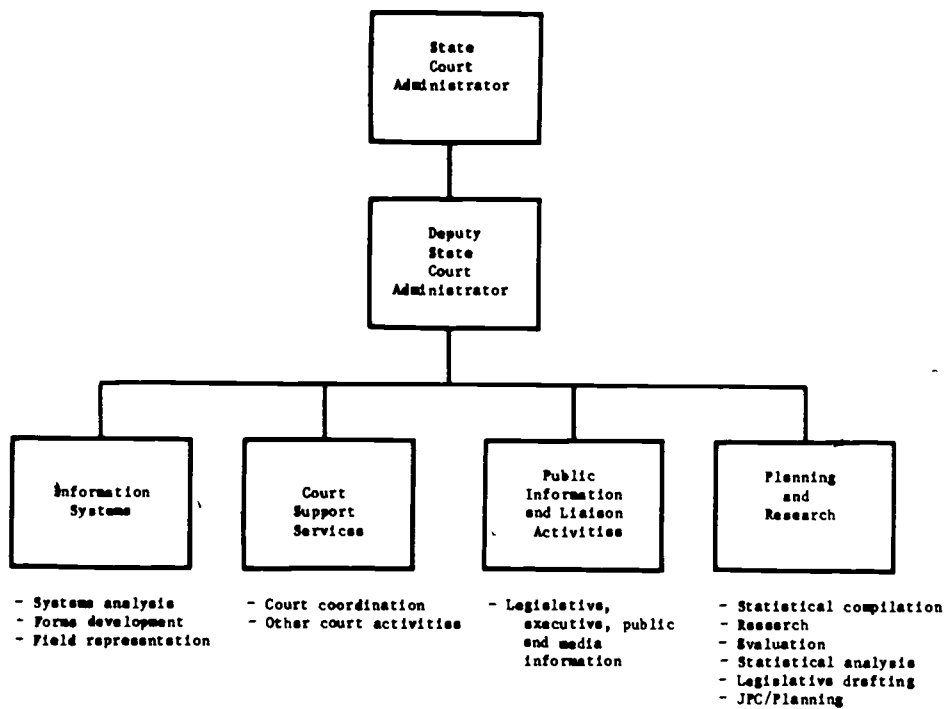 State
Court
Administrator
Deputy
State
Court
Administrator
Information
Systems
Court
Support
Services
Public
Information
and Liaison
Activities
Planning
and
Research
- Systems analysis
- Forms development
- Field representation
- Court coordination
- Other court activities
- Legislative,
executive, public
and media
information
- Statistical compilation
- Research
- Evaluation
- Statistical analysis
- Legislative drafting
- JPC/Planning